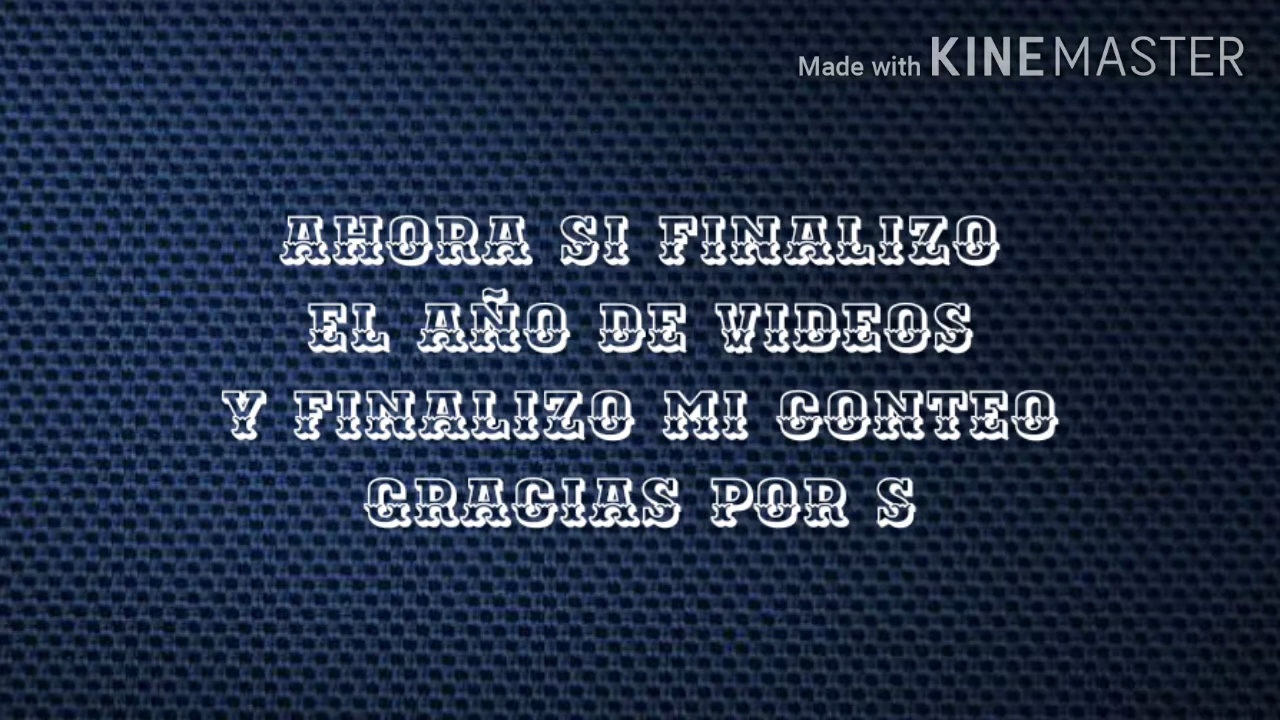 Made with KINEMASTER
AHORA SI FINALIZO
EL AÑO DE VIDEOS
Y FINALIZO MI CONTEO
GRACIAS POR S